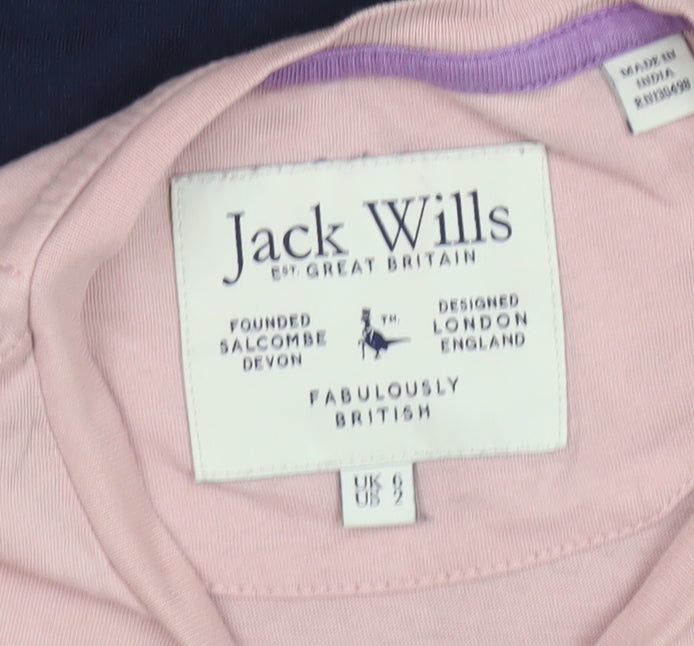 MADE IN
INDIA
RN130498
Jack Wills
EST. GREAT BRITAIN
FOUNDED
SALCOMBE
DEVON
TM.
DESIGNED
LONDON
ENGLAND
FABULOUSLY
BRITISH
UK 6
US 2